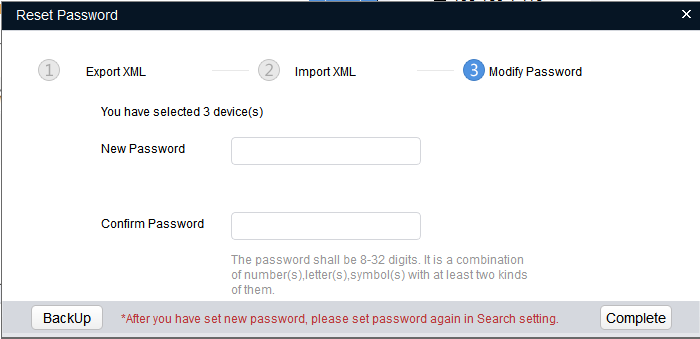 Reset Password
1 Export XML 2 Import XML 3 Modify Password
You have selected 3 device(s)
New Password
Confirm Password
The password shall be 8-32 digits. It is a combination
of number(s),letter(s),symbol(s) with at least two kinds
of them.
BackUp *After you have set new password, please set password again in Search setting. Complete